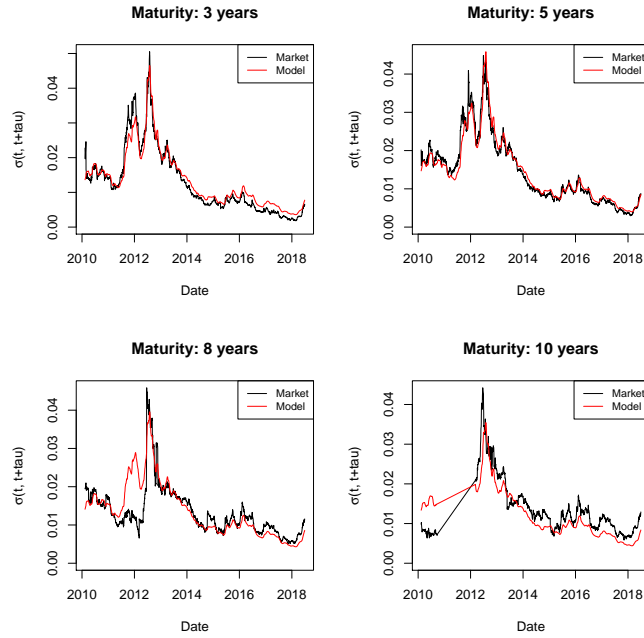 Maturity: 3 years
σ(t, t+tau)
0.00
0.02
0.04
2010
2012
2014
2016
2018
Date
Market
Model
Maturity: 5 years
σ(t, t+tau)
0.00
0.01
0.02
0.03
0.04
2010
2012
2014
2016
2018
Date
Market
Model
Maturity: 8 years
σ(t, t+tau)
0.00
0.01
0.02
0.03
0.04
2010
2012
2014
2016
2018
Date
Market
Model
Maturity: 10 years
σ(t, t+tau)
0.00
0.01
0.02
0.03
0.04
2010
2012
2014
2016
2018
Date
Market
Model